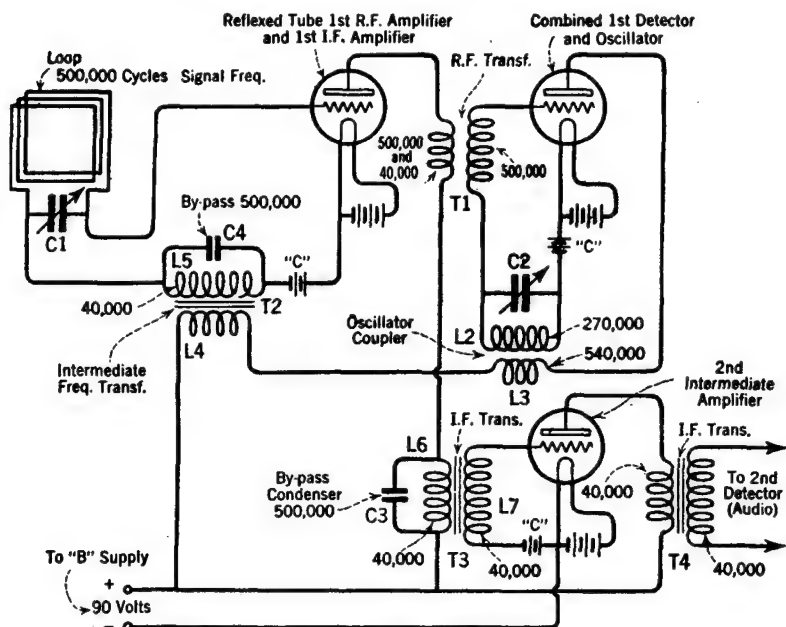 Reflexed Tube 1st R.F. Amplifier
and 1st I.F. Amplifier
Combined 1st Detector
and Oscillator
Loop
500,000 Cycles Signal Freq.
R.F. Transf.
500,000
and
40,000
500,000
T1
By-pass 500,000
C1
C4
L5
"C"
"C"
C2
40,000
T2
L4
Oscillator
Coupler
L2
270,000
540,000
L3
Intermediate
Freq. Transf.
2nd
Intermediate
Amplifier
I.F. Trans.
L6
I.F. Trans.
By-pass
Condenser
500,000
C3
40,000
L7
"C"
40,000
To 2nd
Detector
(Audio)
40,000
T3
40,000
T4
To "B" Supply
+
90 Volts
-